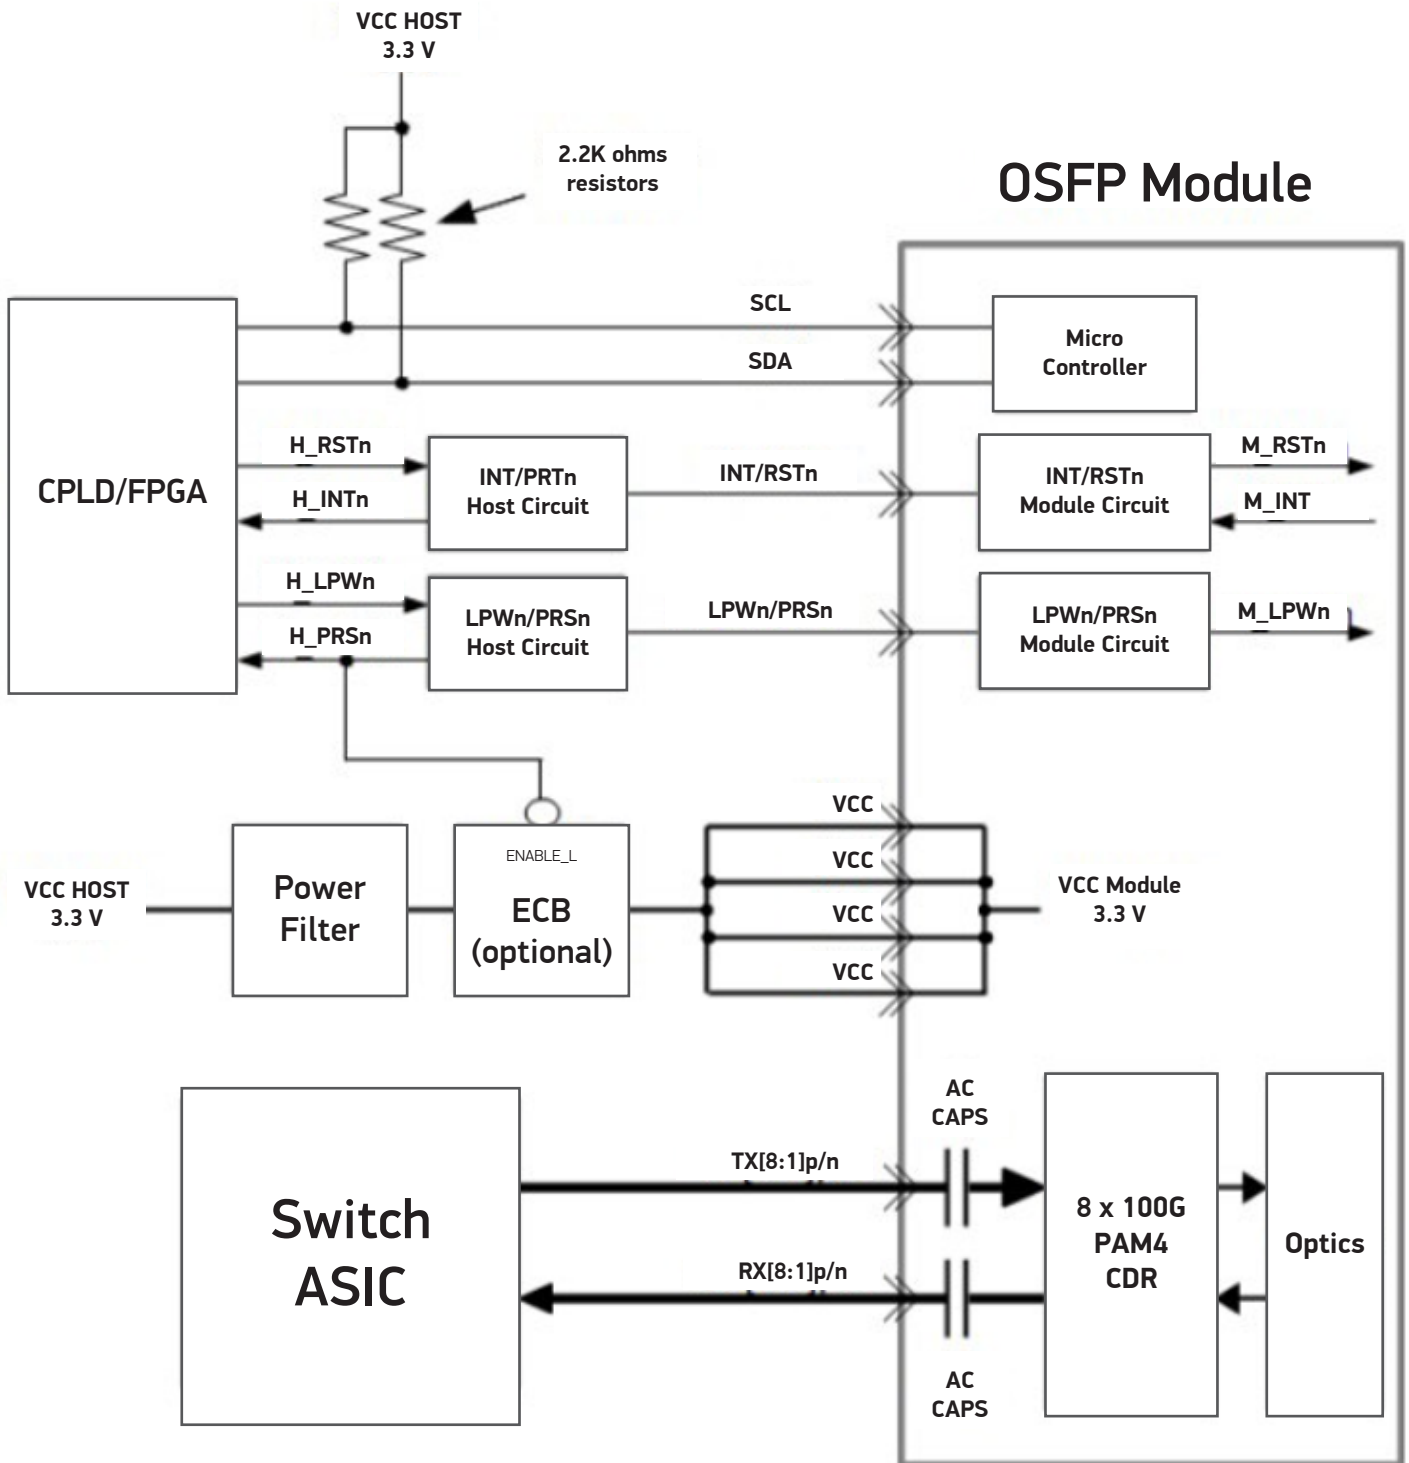 VCC HOST
3.3 V
2.2K ohms
resistors
OSFP Module
SCL
SDA
Micro
Controller
CPLD/FPGA
H_RSTn
H_INTn
INT/PRTn
Host Circuit
INT/RSTn
INT/RSTn
Module Circuit
M_RSTn
M_INT
H_LPWn
H_PRSn
LPWn/PRSn
Host Circuit
LPWn/PRSn
LPWn/PRSn
Module Circuit
M_LPWn
VCC HOST
3.3 V
Power
Filter
ENABLE_L
ECB
(optional)
VCC
VCC
VCC
VCC
VCC Module
3.3 V
Switch
ASIC
TX[8:1]p/n
RX[8:1]p/n
AC
CAPS
AC
CAPS
8 x 100G
PAM4
CDR
Optics